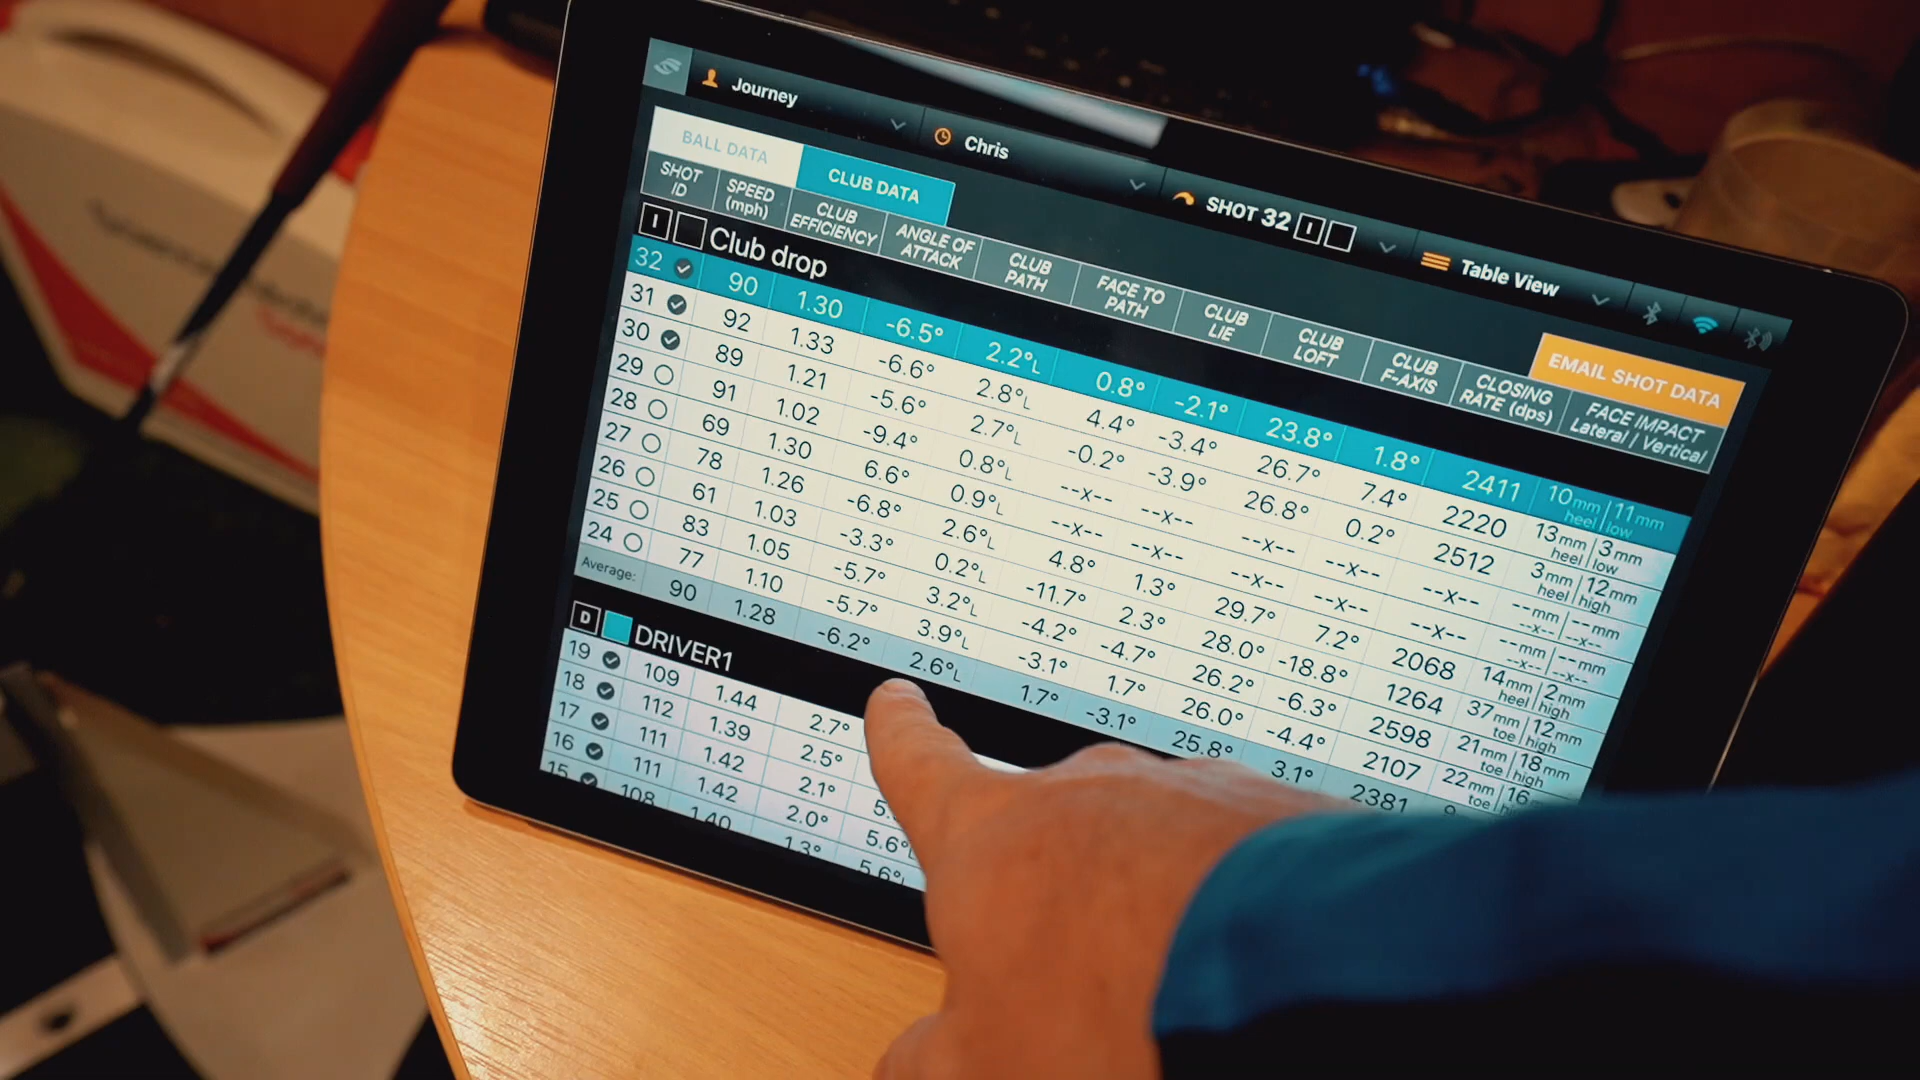 Journey
Chris
SHOT 32 I
Table View
BALL DATA
CLUB DATA
EMAIL SHOT DATA
SHOT ID SPEED (mph) CLUB EFFICIENCY ANGLE OF ATTACK CLUB PATH FACE TO PATH CLUB LIE CLUB LOFT CLUB F-AXIS CLOSING RATE (dps) FACE IMPACT Lateral / Vertical
I Club drop
32 90 1.30 -6.5° 2.2°L 0.8° -2.1° 23.8° 1.8° 2411 10mm heel | 11mm low
31 92 1.33 -6.6° 2.8°L 4.4° -3.4° 26.7° 7.4° 2220 13mm heel | 3mm low
30 89 1.21 -5.6° 2.7°L -0.2° -3.9° 26.8° 0.2° 2512 3mm heel | 12mm high
29 91 1.02 -9.4° 0.8°L --x-- --x-- --x-- --x-- --x-- --mm --x-- | --mm --x--
28 69 1.30 6.6° 0.9°L --x-- --x-- --x-- --x-- --x-- --mm --x-- | --mm --x--
27 78 1.26 -6.8° 2.6°L 4.8° 1.3° 29.7° 7.2° 2068 14mm heel | 2mm high
26 61 1.03 -3.3° 0.2°L -11.7° 2.3° 28.0° -18.8° 1264 37mm toe | 12mm high
25 83 1.05 -5.7° 3.2°L -4.2° -4.7° 26.2° -6.3° 2598 21mm toe | 18mm high
24 77 1.10 -5.7° 3.9°L -3.1° 1.7° 26.0° -4.4° 2107 22mm toe | 16
Average: 90 1.28 -6.2° 2.6°L 1.7° -3.1° 25.8° 3.1° 2381
D DRIVER1
19 109 1.44 2.7°
18 112 1.39 2.5°
17 111 1.42 2.1° 5.
16 111 1.42 2.0° 5.6°L
15 108 1.40 1.3° 5.6°L